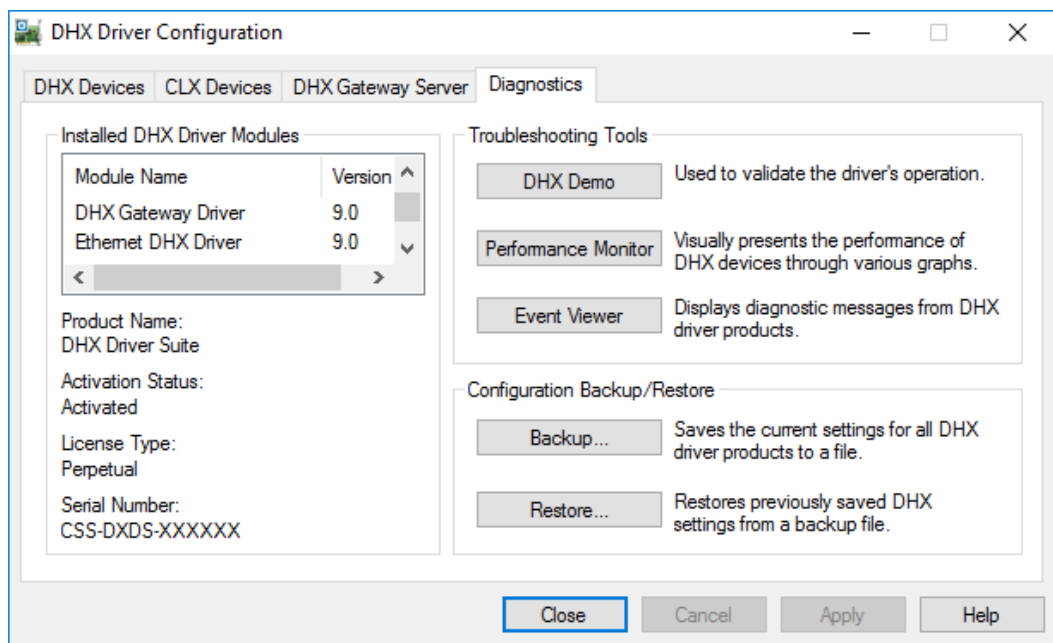 DHX Driver Configuration
DHX Devices CLX Devices DHX Gateway Server Diagnostics
Installed DHX Driver Modules
Module Name Version
DHX Gateway Driver 9.0
Ethernet DHX Driver 9.0
Product Name:
DHX Driver Suite
Activation Status:
Activated
License Type:
Perpetual
Serial Number:
CSS-DXDS-XXXXXX
Troubleshooting Tools
DHX Demo
Used to validate the driver's operation.
Performance Monitor
Visually presents the performance of
DHX devices through various graphs.
Event Viewer
Displays diagnostic messages from DHX
driver products.
Configuration Backup/Restore
Backup...
Saves the current settings for all DHX
driver products to a file.
Restore...
Restores previously saved DHX
settings from a backup file.
Close Cancel Apply Help